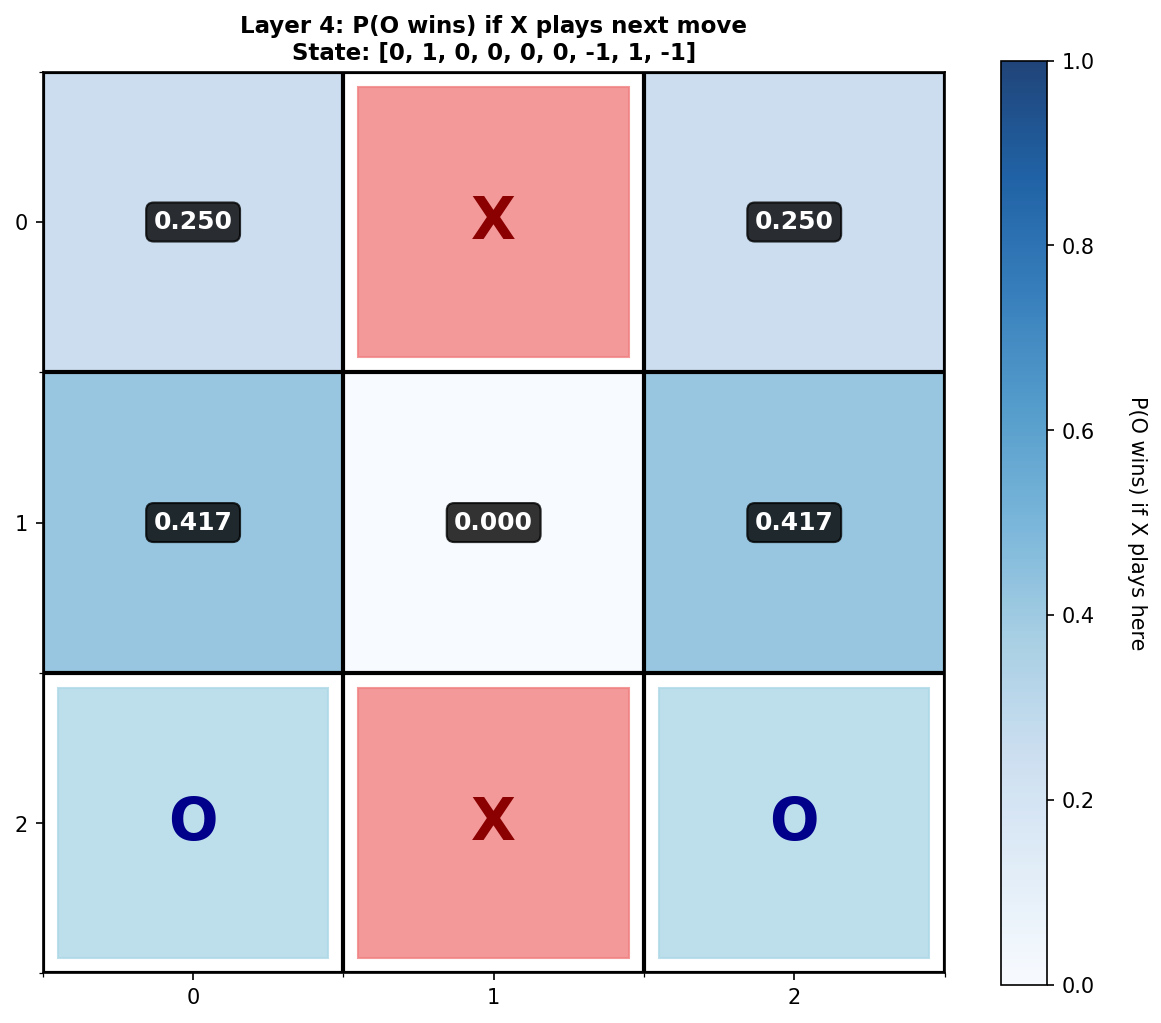 Layer 4: P(O wins) if X plays next move
State: [0, 1, 0, 0, 0, 0, -1, 1, -1]
0
0.250
X
0.250
1
0.417
0.000
0.417
2
O
X
O
0
1
2
1.0
0.8
0.6
0.4
0.2
0.0
P(O wins) if X plays here